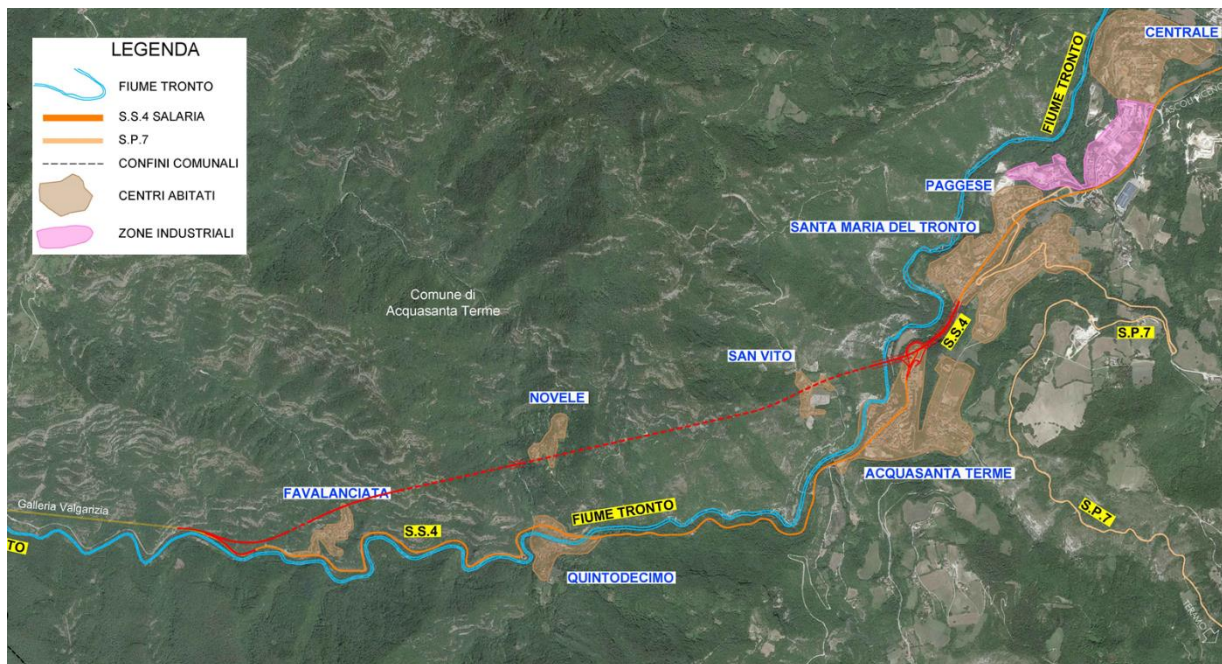 LEGENDA
FIUME TRONTO
S.S.4 SALARIA
S.P.7
CONFINI COMUNALI
CENTRI ABITATI
ZONE INDUSTRIALI
CENTRALE
FIUME TRONTO
PAGGESE
SANTA MARIA DEL TRONTO
Comune di
Acquasanta Terme
S.S.4
S.P.7
SAN VITO
NOVELE
ACQUASANTA TERME
FAVALANCIATA
Galleria Valgarizia
S.S.4
FIUME TRONTO
S.P.7
TO
QUINTODECIMO
TERAMO